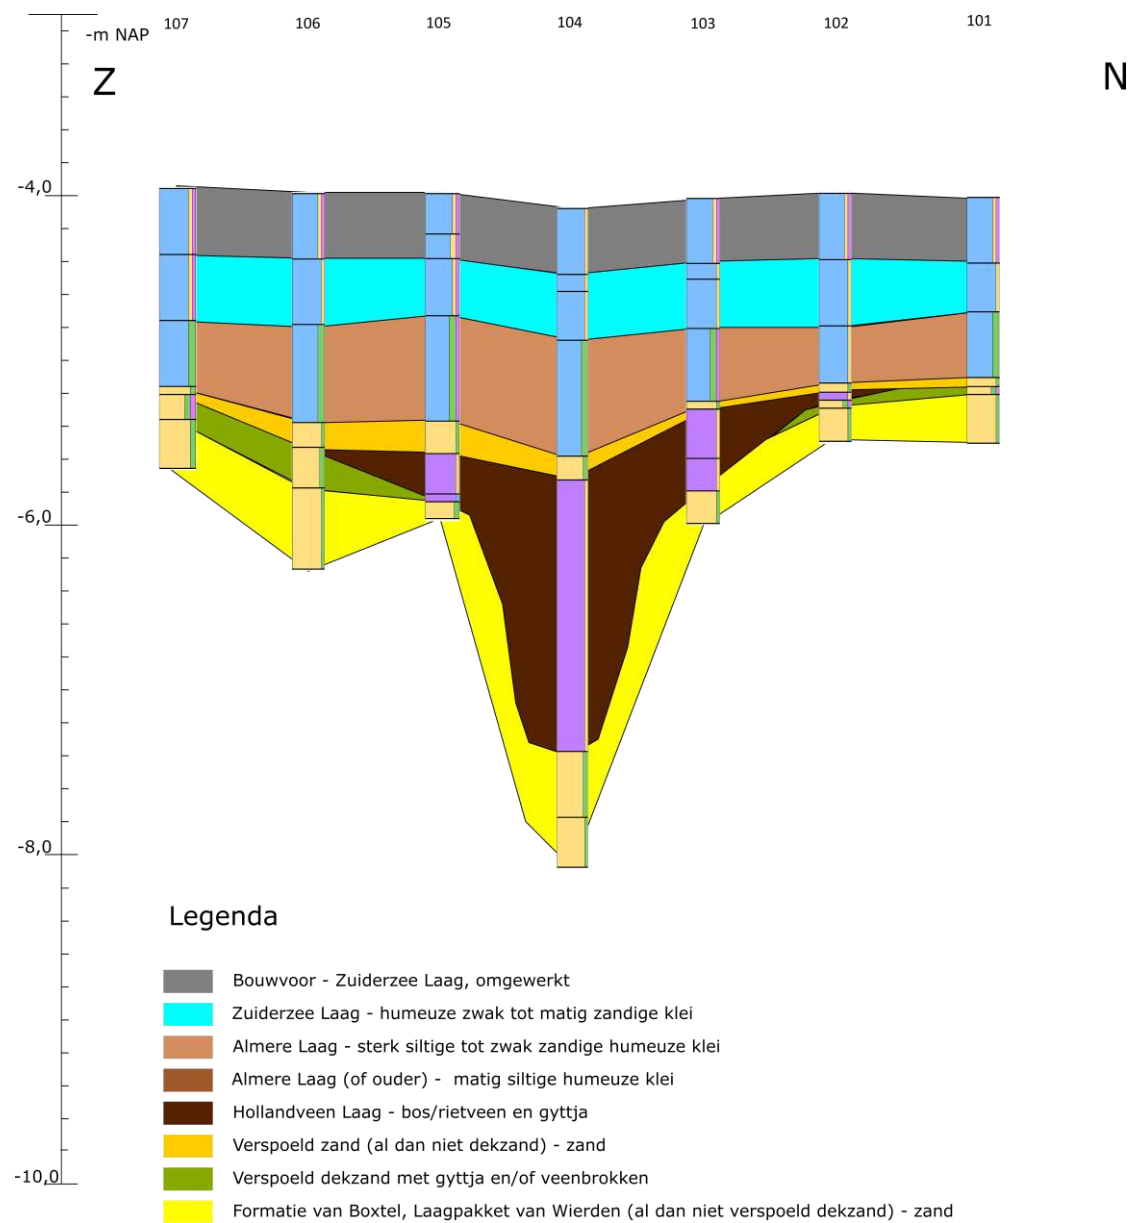 107 106 105 104 103 102 101
-m NAP
Z N
-4,0
-6,0
-8,0
-10,0
Legenda
Bouwvoor - Zuiderzee Laag, omgewerkt
Zuiderzee Laag - humeuze zwak tot matig zandige klei
Almere Laag - sterk siltige tot zwak zandige humeuze klei
Almere Laag (of ouder) - matig siltige humeuze klei
Hollandveen Laag - bos/rietveen en gyttja
Verspoeld zand (al dan niet dekzand) - zand
Verspoeld dekzand met gyttja en/of veenbrokken
Formatie van Boxtel, Laagpakket van Wierden (al dan niet verspoeld dekzand) - zand